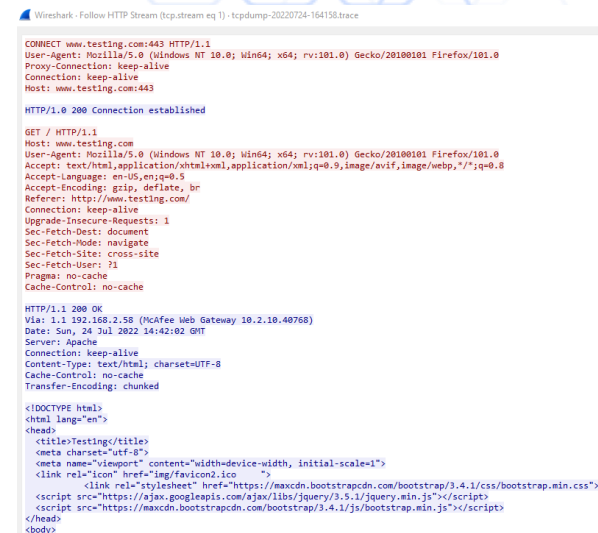 Wireshark - Follow HTTP Stream (tcp.stream eq 1) - tcpdump-20220724-164158.trace
CONNECT www.test1ng.com:443 HTTP/1.1
User-Agent: Mozilla/5.0 (Windows NT 10.0; Win64; x64; rv:101.0) Gecko/20100101 Firefox/101.0
Proxy-Connection: keep-alive
Connection: keep-alive
Host: www.test1ng.com:443
HTTP/1.0 200 Connection established
GET / HTTP/1.1
Host: www.test1ng.com
User-Agent: Mozilla/5.0 (Windows NT 10.0; Win64; x64; rv:101.0) Gecko/20100101 Firefox/101.0
Accept: text/html,application/xhtml+xml,application/xml;q=0.9,image/avif,image/webp,*/*;q=0.8
Accept-Language: en-US,en;q=0.5
Accept-Encoding: gzip, deflate, br
Referer: http://www.test1ng.com/
Connection: keep-alive
Upgrade-Insecure-Requests: 1
Sec-Fetch-Dest: document
Sec-Fetch-Mode: navigate
Sec-Fetch-Site: cross-site
Sec-Fetch-User: ?1
Pragma: no-cache
Cache-Control: no-cache
HTTP/1.1 200 OK
Via: 1.1 192.168.2.58 (McAfee Web Gateway 10.2.10.40768)
Date: Sun, 24 Jul 2022 14:42:02 GMT
Server: Apache
Connection: keep-alive
Content-Type: text/html; charset=UTF-8
Cache-Control: no-cache
Transfer-Encoding: chunked
<!DOCTYPE html>
<html lang="en">
<head>
<title>Test1ng</title>
<meta charset="utf-8">
<meta name="viewport" content="width=device-width, initial-scale=1">
<link rel="icon" href="img/favicon2.ico     ">
<link rel="stylesheet" href="https://maxcdn.bootstrapcdn.com/bootstrap/3.4.1/css/bootstrap.min.css">
<script src="https://ajax.googleapis.com/ajax/libs/jquery/3.5.1/jquery.min.js"></script>
<script src="https://maxcdn.bootstrapcdn.com/bootstrap/3.4.1/js/bootstrap.min.js"></script>
</head>
<body>